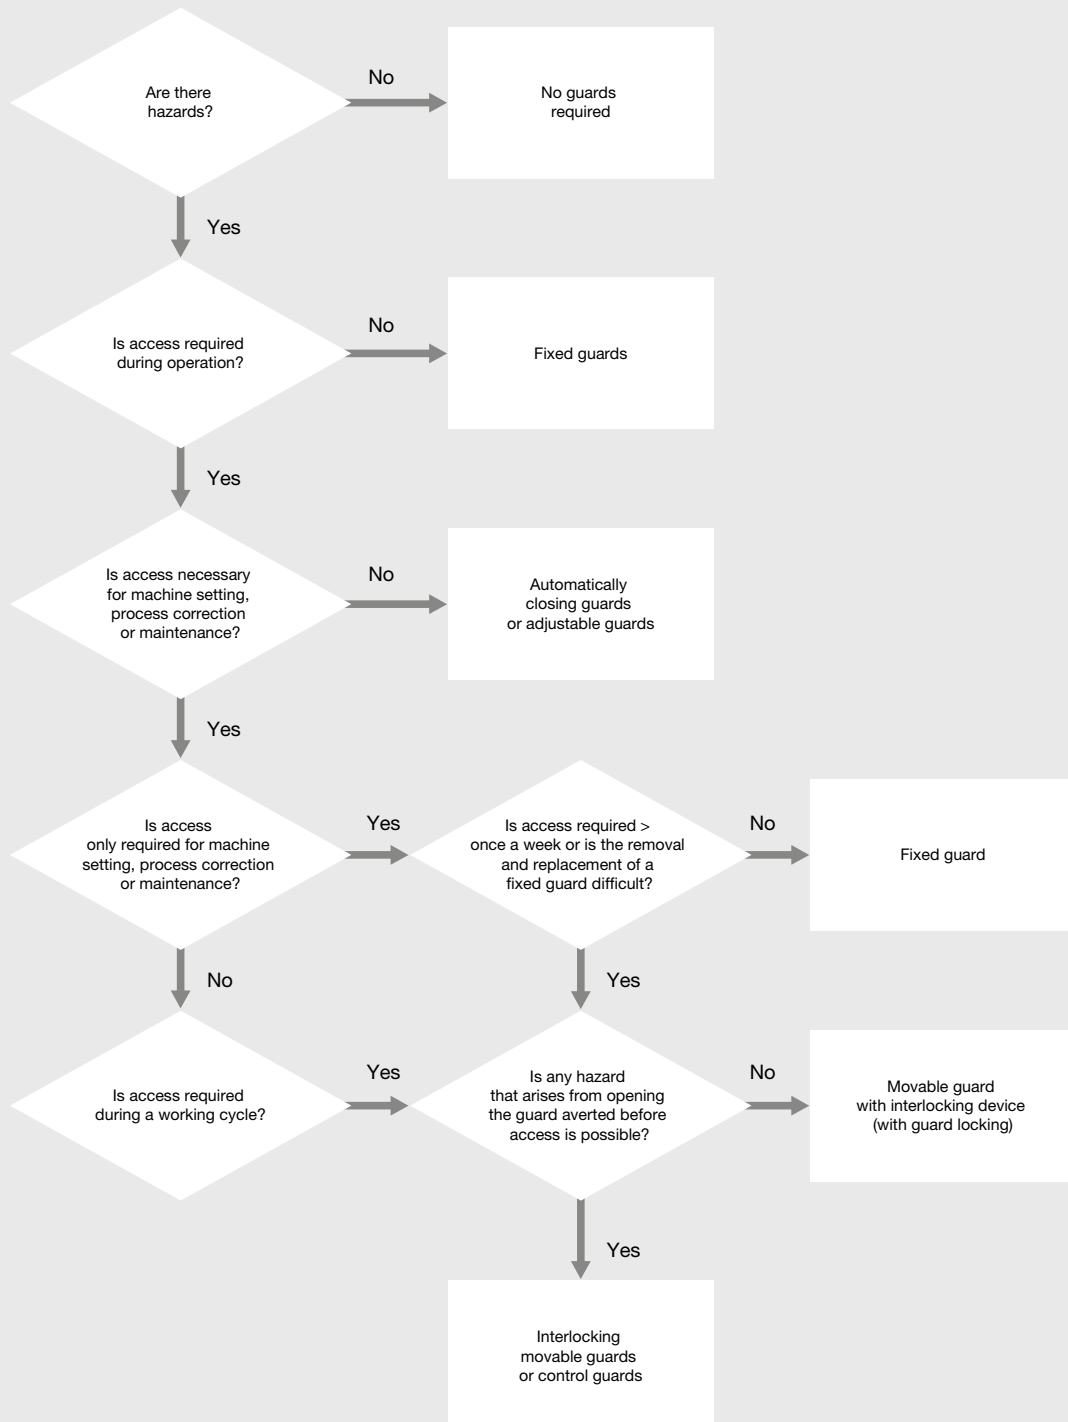 Are there
hazards?
No
No guards
required
Yes
Is access required
during operation?
No
Fixed guards
Yes
Is access necessary
for machine setting,
process correction
or maintenance?
No
Automatically
closing guards
or adjustable guards
Yes
Is access
only required for machine
setting, process correction
or maintenance?
Yes
Is access required >
once a week or is the removal
and replacement of a
fixed guard difficult?
No
Fixed guard
No
Yes
Is access required
during a working cycle?
Yes
Is any hazard
that arises from opening
the guard averted before
access is possible?
No
Movable guard
with interlocking device
(with guard locking)
Yes
Interlocking
movable guards
or control guards